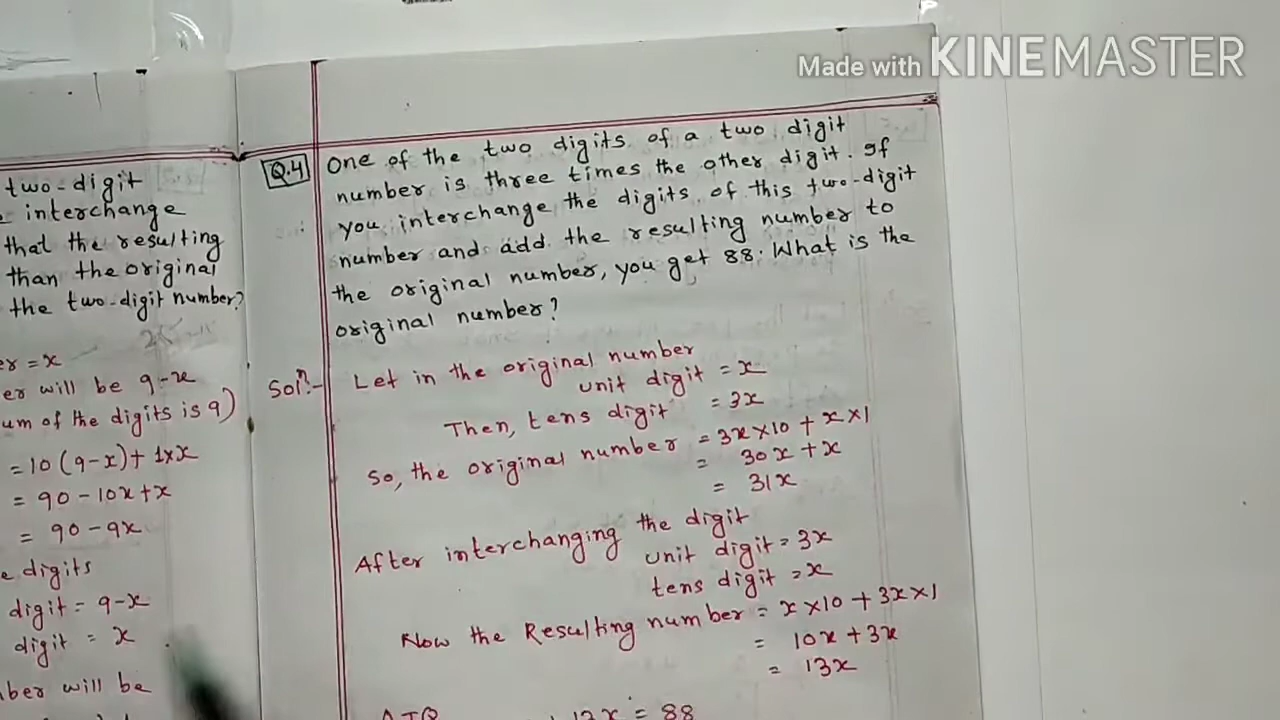 Made with KINEMASTER
two-digit
interchange
that the resulting
than the original
the two-digit number?
= x
er will be 9-x
um of the digits is 9)
= 10(9-x) + 1×x
= 90-10x+x
= 90-9x
e digits
digit = 9-x
digit = x
ber will be
Q.4 One of the two digits of a two digit
number is three times the other digit. If
you interchange the digits of this two-digit
number and add the resulting number to
the original number, you get 88. What is the
original number?
Solⁿ:- Let in the original number
unit digit = x
Then, tens digit = 3x
So, the original number = 3x×10 + x×1
= 30x + x
= 31x
After interchanging the digit
unit digit = 3x
tens digit = x
Now the Resulting number = x×10 + 3x×1
= 10x + 3x
= 13x
= 88